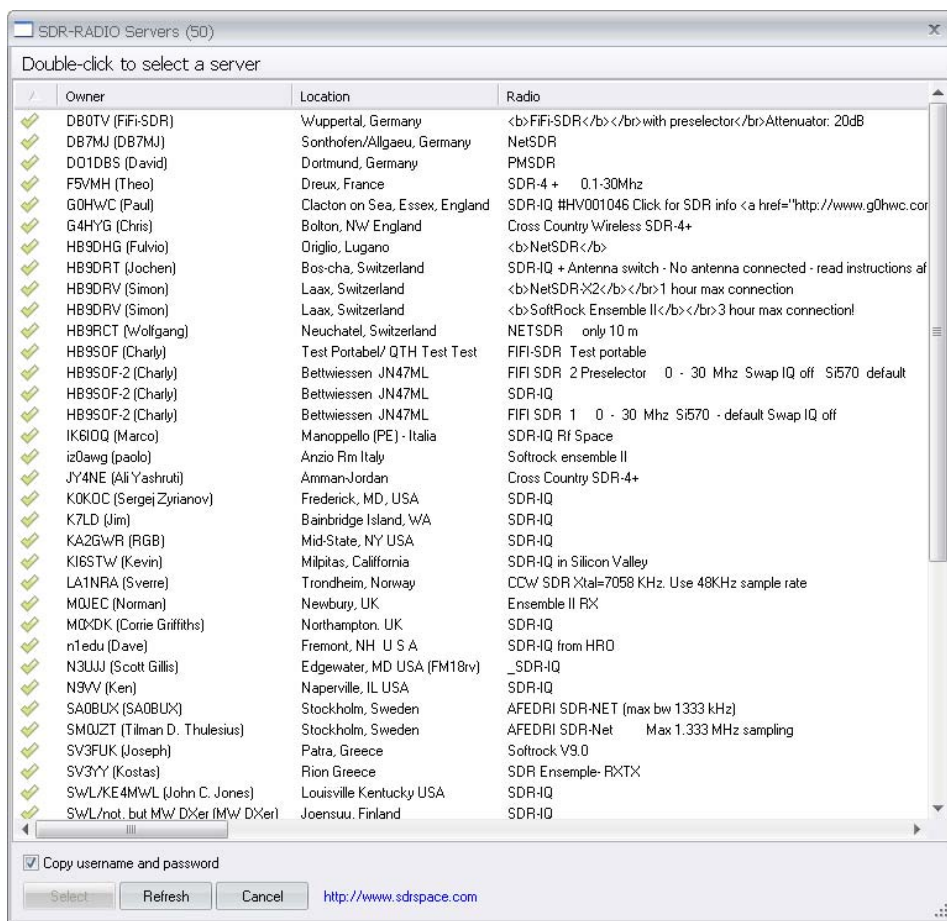 SDR-RADIO Servers (50)
Double-click to select a server
Owner Location Radio
DB0TV (FiFi-SDR) Wuppertal, Germany <b>FiFi-SDR</b></br>with preselector</br>Attenuator: 20dB
DB7MJ (DB7MJ) Sonthofen/Allgaeu, Germany NetSDR
DO1DBS (David) Dortmund, Germany PMSDR
F5VMH (Theo) Dreux, France SDR-4 + 0.1-30Mhz
G0HWC (Paul) Clacton on Sea, Essex, England SDR-IQ #HV001046 Click for SDR info <a href="http://www.g0hwc.cor
G4HYG (Chris) Bolton, NW England Cross Country Wireless SDR-4+
HB9DHG (Fulvio) Origlio, Lugano <b>NetSDR</b>
HB9DRT (Jochen) Bos-cha, Switzerland SDR-IQ + Antenna switch - No antenna connected - read instructions af
HB9DRV (Simon) Laax, Switzerland <b>NetSDR-X2</b></br>1 hour max connection
HB9DRV (Simon) Laax, Switzerland <b>SoftRock Ensemble II</b></br>3 hour max connection!
HB9RCT (Wolfgang) Neuchatel, Switzerland NETSDR only 10 m
HB9SOF (Charly) Test Portabel/ QTH Test Test FIFI-SDR Test portable
HB9SOF-2 (Charly) Bettwiessen JN47ML FIFI SDR 2 Preselector 0 - 30 Mhz Swap IQ off Si570 default
HB9SOF-2 (Charly) Bettwiessen JN47ML SDR-IQ
HB9SOF-2 (Charly) Bettwiessen JN47ML FIFI SDR 1 0 - 30 Mhz Si570 - default Swap IQ off
IK6IOQ (Marco) Manoppello (PE) - Italia SDR-IQ Rf Space
iz0awg (paolo) Anzio Rm Italy Softrock ensemble II
JY4NE (Ali Yashruti) Amman-Jordan Cross Country SDR-4+
K0KOC (Sergej Zyrianov) Frederick, MD, USA SDR-IQ
K7LD (Jim) Bainbridge Island, WA SDR-IQ
KA2GWR (RGB) Mid-State, NY USA SDR-IQ
KI6STW (Kevin) Milpitas, Califfornia SDR-IQ in Silicon Valley
LA1NRA (Sverre) Trondheim, Norway CCW SDR Xtal=7058 KHz. Use 48KHz sample rate
M0JEC (Norman) Newbury, UK Ensemble II RX
M0XDK (Corrie Griffiths) Northampton. UK SDR-IQ
n1edu (Dave) Fremont, NH U S A SDR-IQ from HRO
N3UJJ (Scott Gillis) Edgewater, MD USA (FM18rv) _SDR-IQ
N9VV (Ken) Naperville, IL USA SDR-IQ
SA0BUX (SA0BUX) Stockholm, Sweden AFEDRI SDR-NET (max bw 1333 kHz)
SM0JZT (Tilman D. Thulesius) Stockholm, Sweden AFEDRI SDR-Net Max 1.333 MHz sampling
SV3FUK (Joseph) Patra, Greece Softrock V9.0
SV3YY (Kostas) Rion Greece SDR Ensemple- RXTX
SWL/KE4MWL (John C. Jones) Louisville Kentucky USA SDR-IQ
SWL/not, but MW DXer (MW DXer) Joensuu, Finland SDR-IQ
Copy username and password
Select Refresh Cancel http://www.sdrspace.com